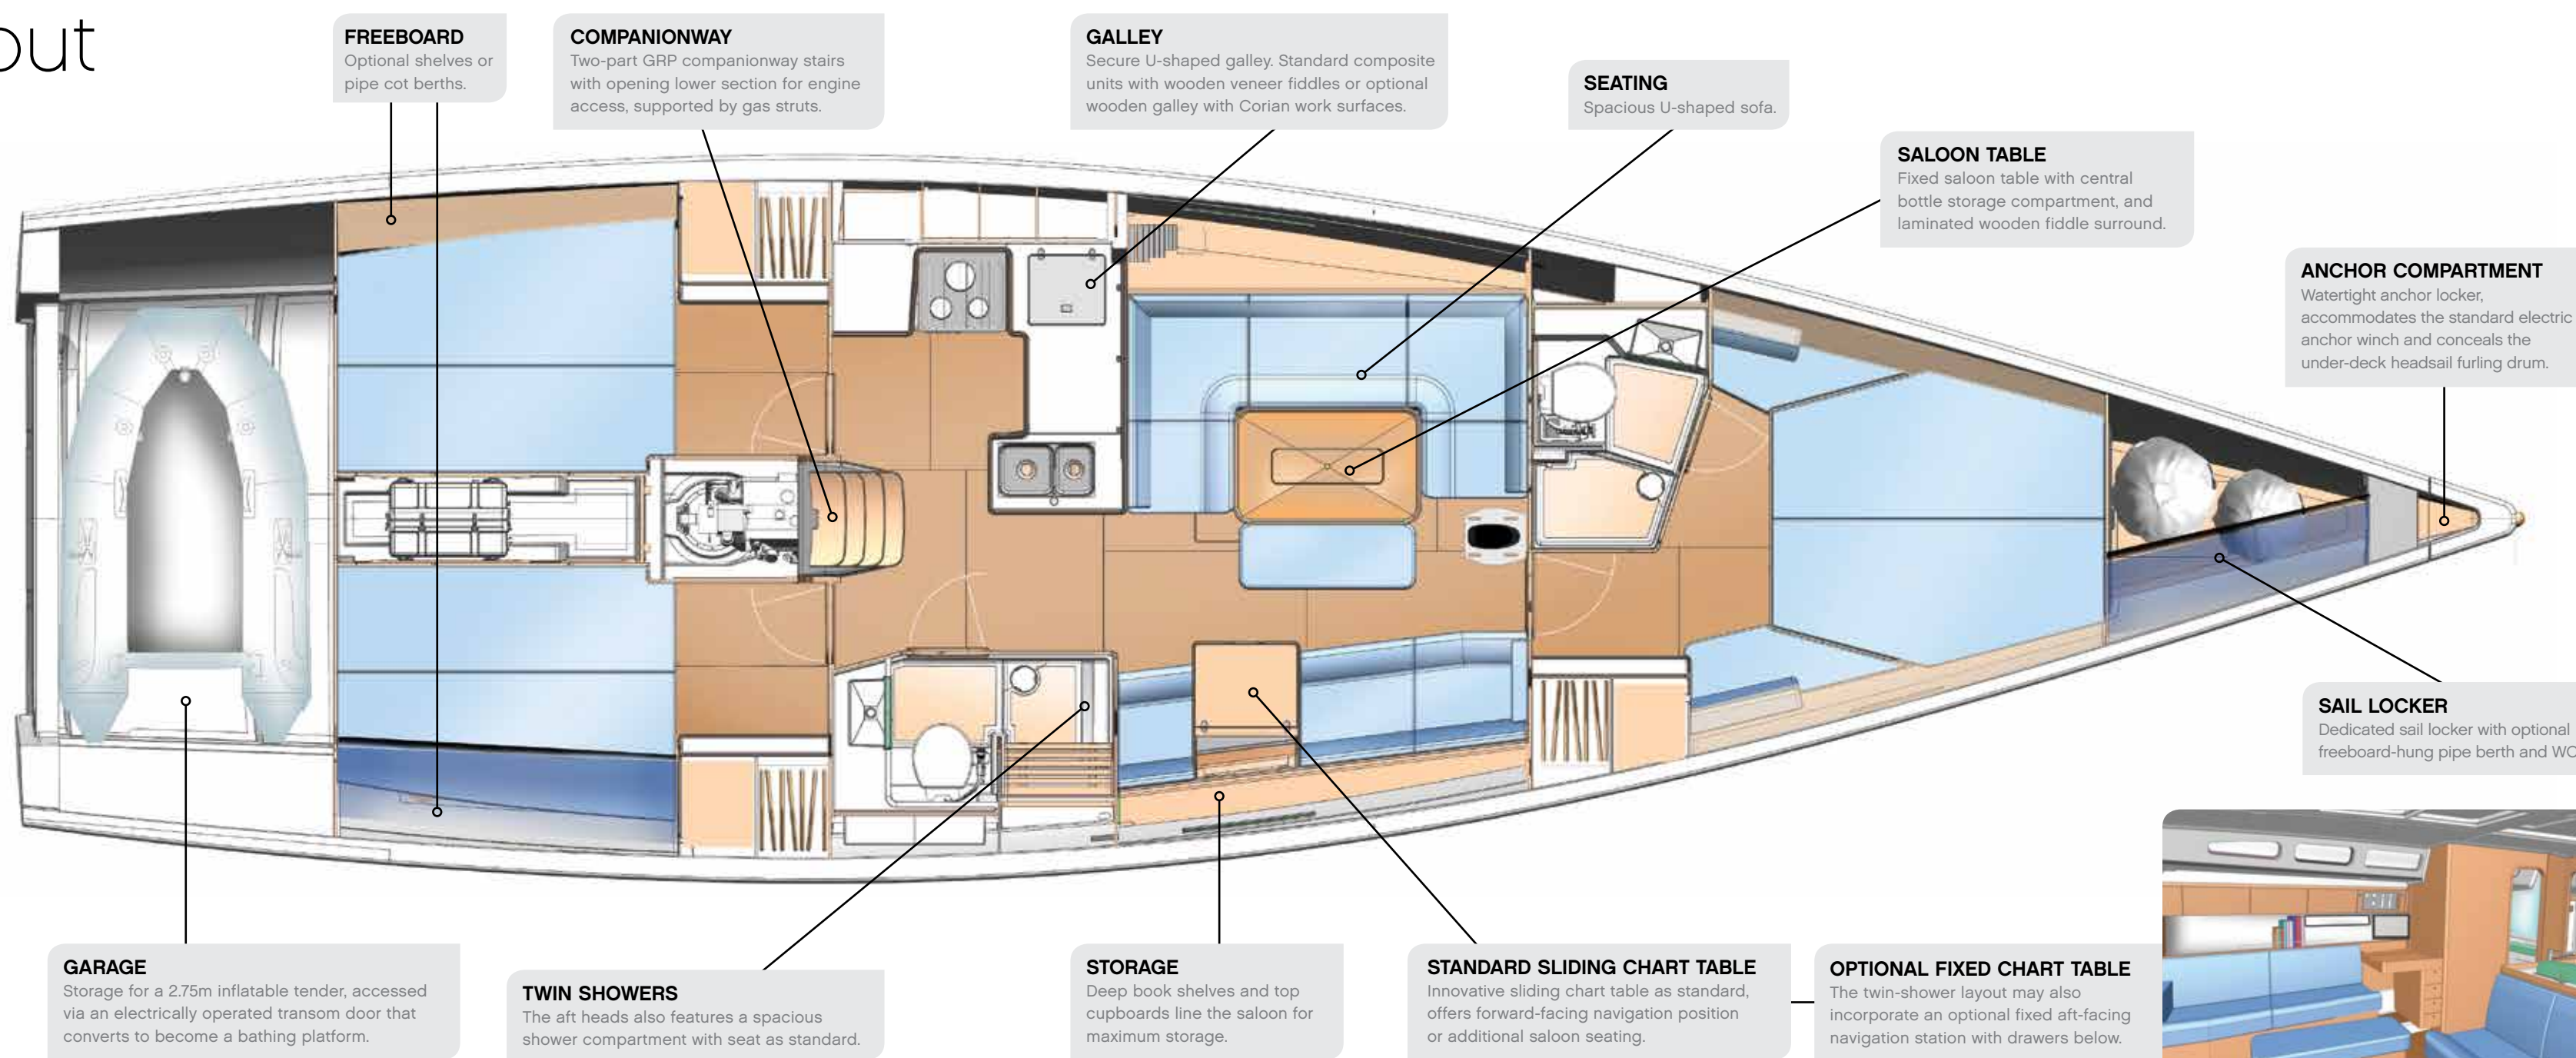 out
FREEBOARD
Optional shelves or
pipe cot berths.
COMPANIONWAY
Two-part GRP companionway stairs
with opening lower section for engine
access, supported by gas struts.
GALLEY
Secure U-shaped galley. Standard composite
units with wooden veneer fiddles or optional
wooden galley with Corian work surfaces.
SEATING
Spacious U-shaped sofa.
SALOON TABLE
Fixed saloon table with central
bottle storage compartment, and
laminated wooden fiddle surround.
ANCHOR COMPARTMENT
Watertight anchor locker,
accommodates the standard electric
anchor winch and conceals the
under-deck headsail furling drum.
SAIL LOCKER
Dedicated sail locker with optional
freeboard-hung pipe berth and WC
GARAGE
Storage for a 2.75m inflatable tender, accessed
via an electrically operated transom door that
converts to become a bathing platform.
TWIN SHOWERS
The aft heads also features a spacious
shower compartment with seat as standard.
STORAGE
Deep book shelves and top
cupboards line the saloon for
maximum storage.
STANDARD SLIDING CHART TABLE
Innovative sliding chart table as standard,
offers forward-facing navigation position
or additional saloon seating.
OPTIONAL FIXED CHART TABLE
The twin-shower layout may also
incorporate an optional fixed aft-facing
navigation station with drawers below.